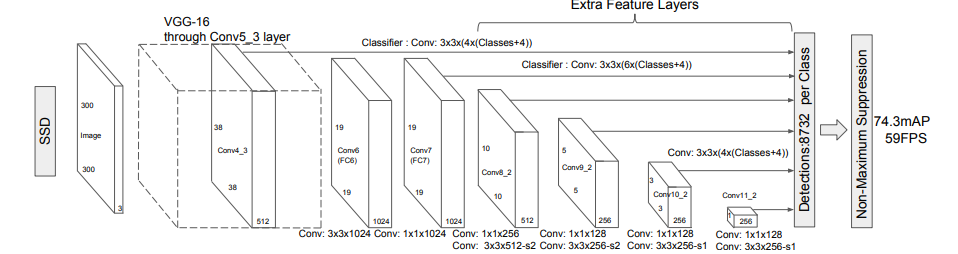 Extra Feature Layers
VGG-16
through Conv5_3 layer
Classifier : Conv: 3x3x(4x(Classes+4))
Classifier : Conv: 3x3x(6x(Classes+4))
SSD
300
Image
300
3
38
Conv4_3
38
512
19
Conv6
(FC6)
19
1024
19
Conv7
(FC7)
19
1024
10
Conv8_2
10
512
5
Conv9_2
5
256
Conv: 3x3x(4x(Classes+4))
3
Conv10_2
3
256
Conv11_2
1
256
Conv: 3x3x1024
Conv: 1x1x1024
Conv: 1x1x256
Conv: 3x3x512-s2
Conv: 1x1x128
Conv: 3x3x256-s2
Conv: 1x1x128
Conv: 3x3x256-s1
Conv: 1x1x128
Conv: 3x3x256-s1
Detections:8732 per Class
Non-Maximum Suppression
74.3mAP
59FPS